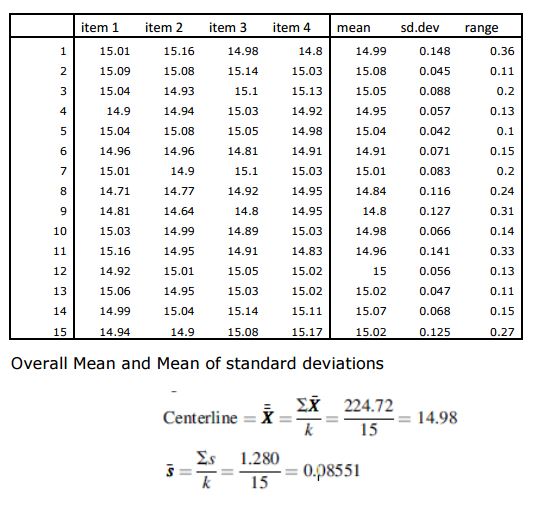 item 1 item 2 item 3 item 4 mean sd.dev range
1 15.01 15.16 14.98 14.8 14.99 0.148 0.36
2 15.09 15.08 15.14 15.03 15.08 0.045 0.11
3 15.04 14.93 15.1 15.13 15.05 0.088 0.2
4 14.9 14.94 15.03 14.92 14.95 0.057 0.13
5 15.04 15.08 15.05 14.98 15.04 0.042 0.1
6 14.96 14.96 14.81 14.91 14.91 0.071 0.15
7 15.01 14.9 15.1 15.03 15.01 0.083 0.2
8 14.71 14.77 14.92 14.95 14.84 0.116 0.24
9 14.81 14.64 14.8 14.95 14.8 0.127 0.31
10 15.03 14.99 14.89 15.03 14.98 0.066 0.14
11 15.16 14.95 14.91 14.83 14.96 0.141 0.33
12 14.92 15.01 15.05 15.02 15 0.056 0.13
13 15.06 14.95 15.03 15.02 15.02 0.047 0.11
14 14.99 15.04 15.14 15.11 15.07 0.068 0.15
15 14.94 14.9 15.08 15.17 15.02 0.125 0.27
Overall Mean and Mean of standard deviations
Centerline = X̿ = ΣX̄ / k = 224.72 / 15 = 14.98
s̄ = Σs / k = 1.280 / 15 = 0.08551